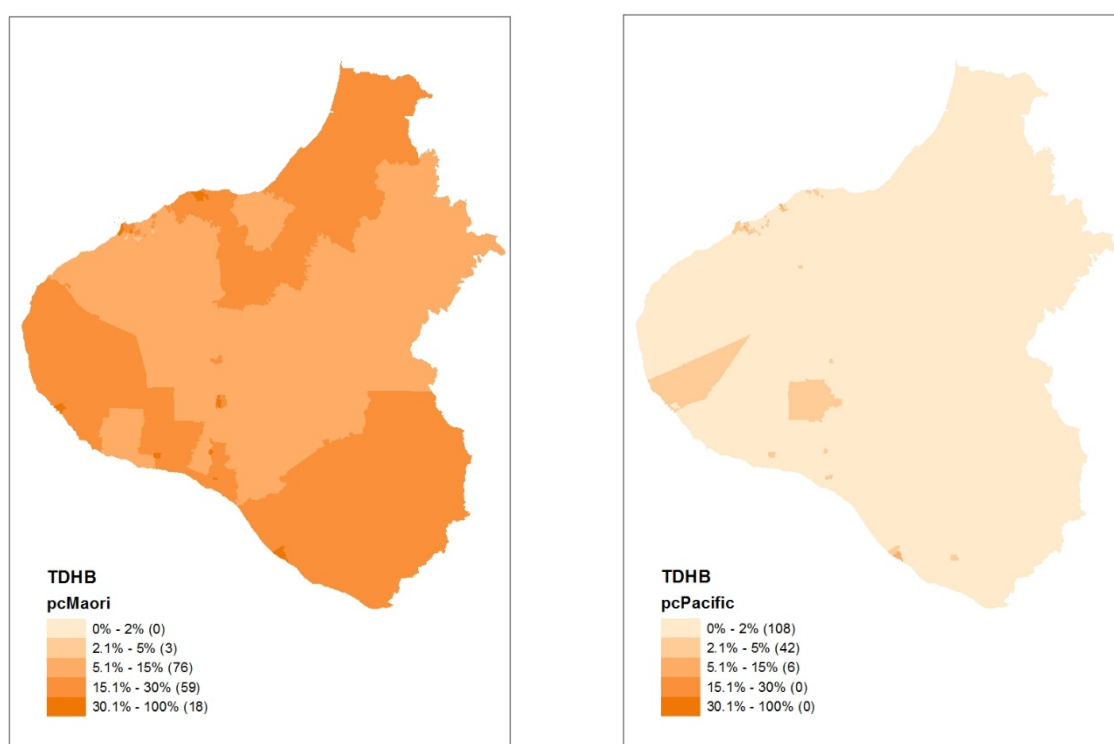 TDHB
pcMaori
0% - 2% (0)
2.1% - 5% (3)
5.1% - 15% (76)
15.1% - 30% (59)
30.1% - 100% (18)
TDHB
pcPacific
0% - 2% (108)
2.1% - 5% (42)
5.1% - 15% (6)
15.1% - 30% (0)
30.1% - 100% (0)